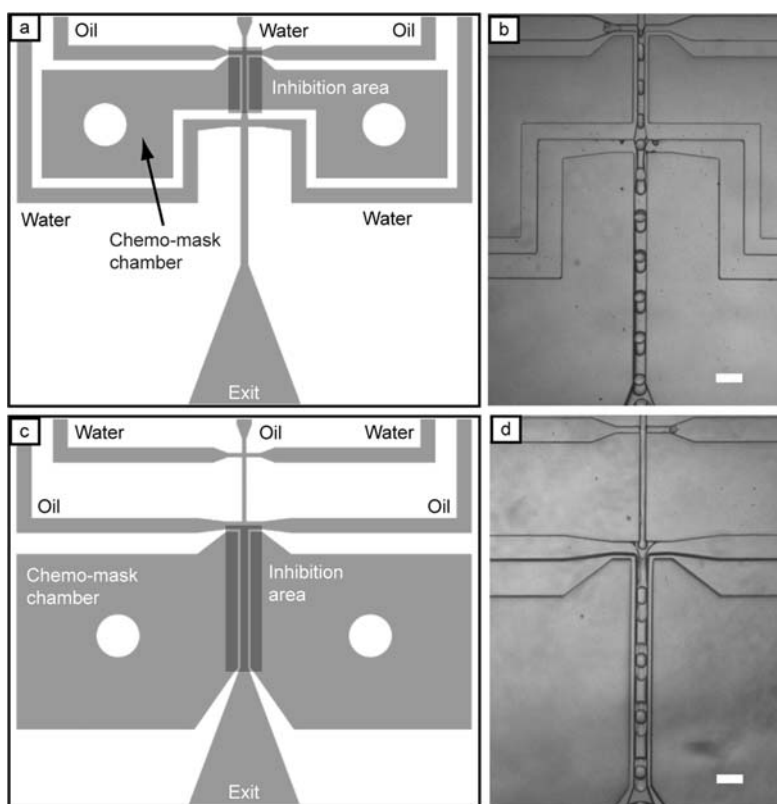 a
Oil
Water
Oil
Inhibition area
Water
Water
Chemo-mask
chamber
Exit
b
c
Water
Oil
Water
Oil
Oil
Chemo-mask
chamber
Inhibition
area
Exit
d